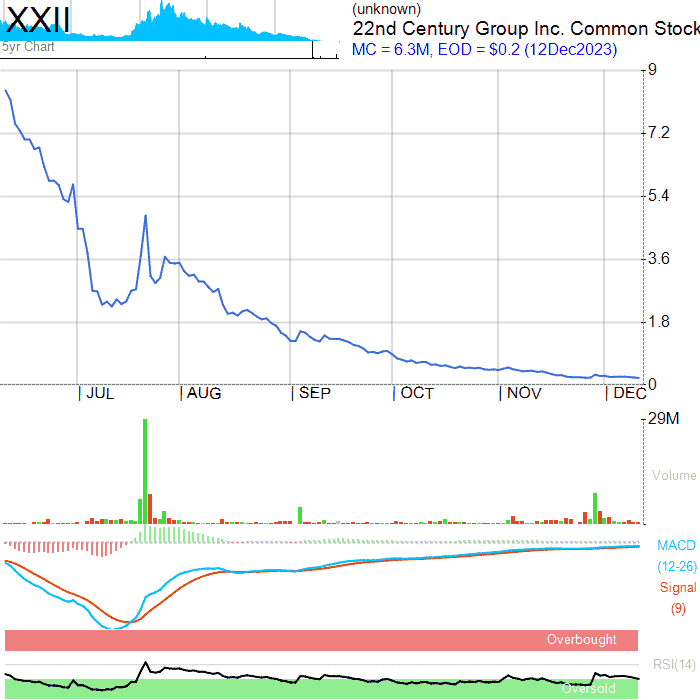 XXII
5yr Chart
(unknown)
22nd Century Group Inc. Common Stock
MC = 6.3M, EOD = $0.2 (12Dec2023)
9
7.2
5.4
3.6
1.8
0
JUL
AUG
SEP
OCT
NOV
DEC
29M
Volume
MACD
(12-26)
Signal
(9)
Overbought
RSI(14)
Oversold